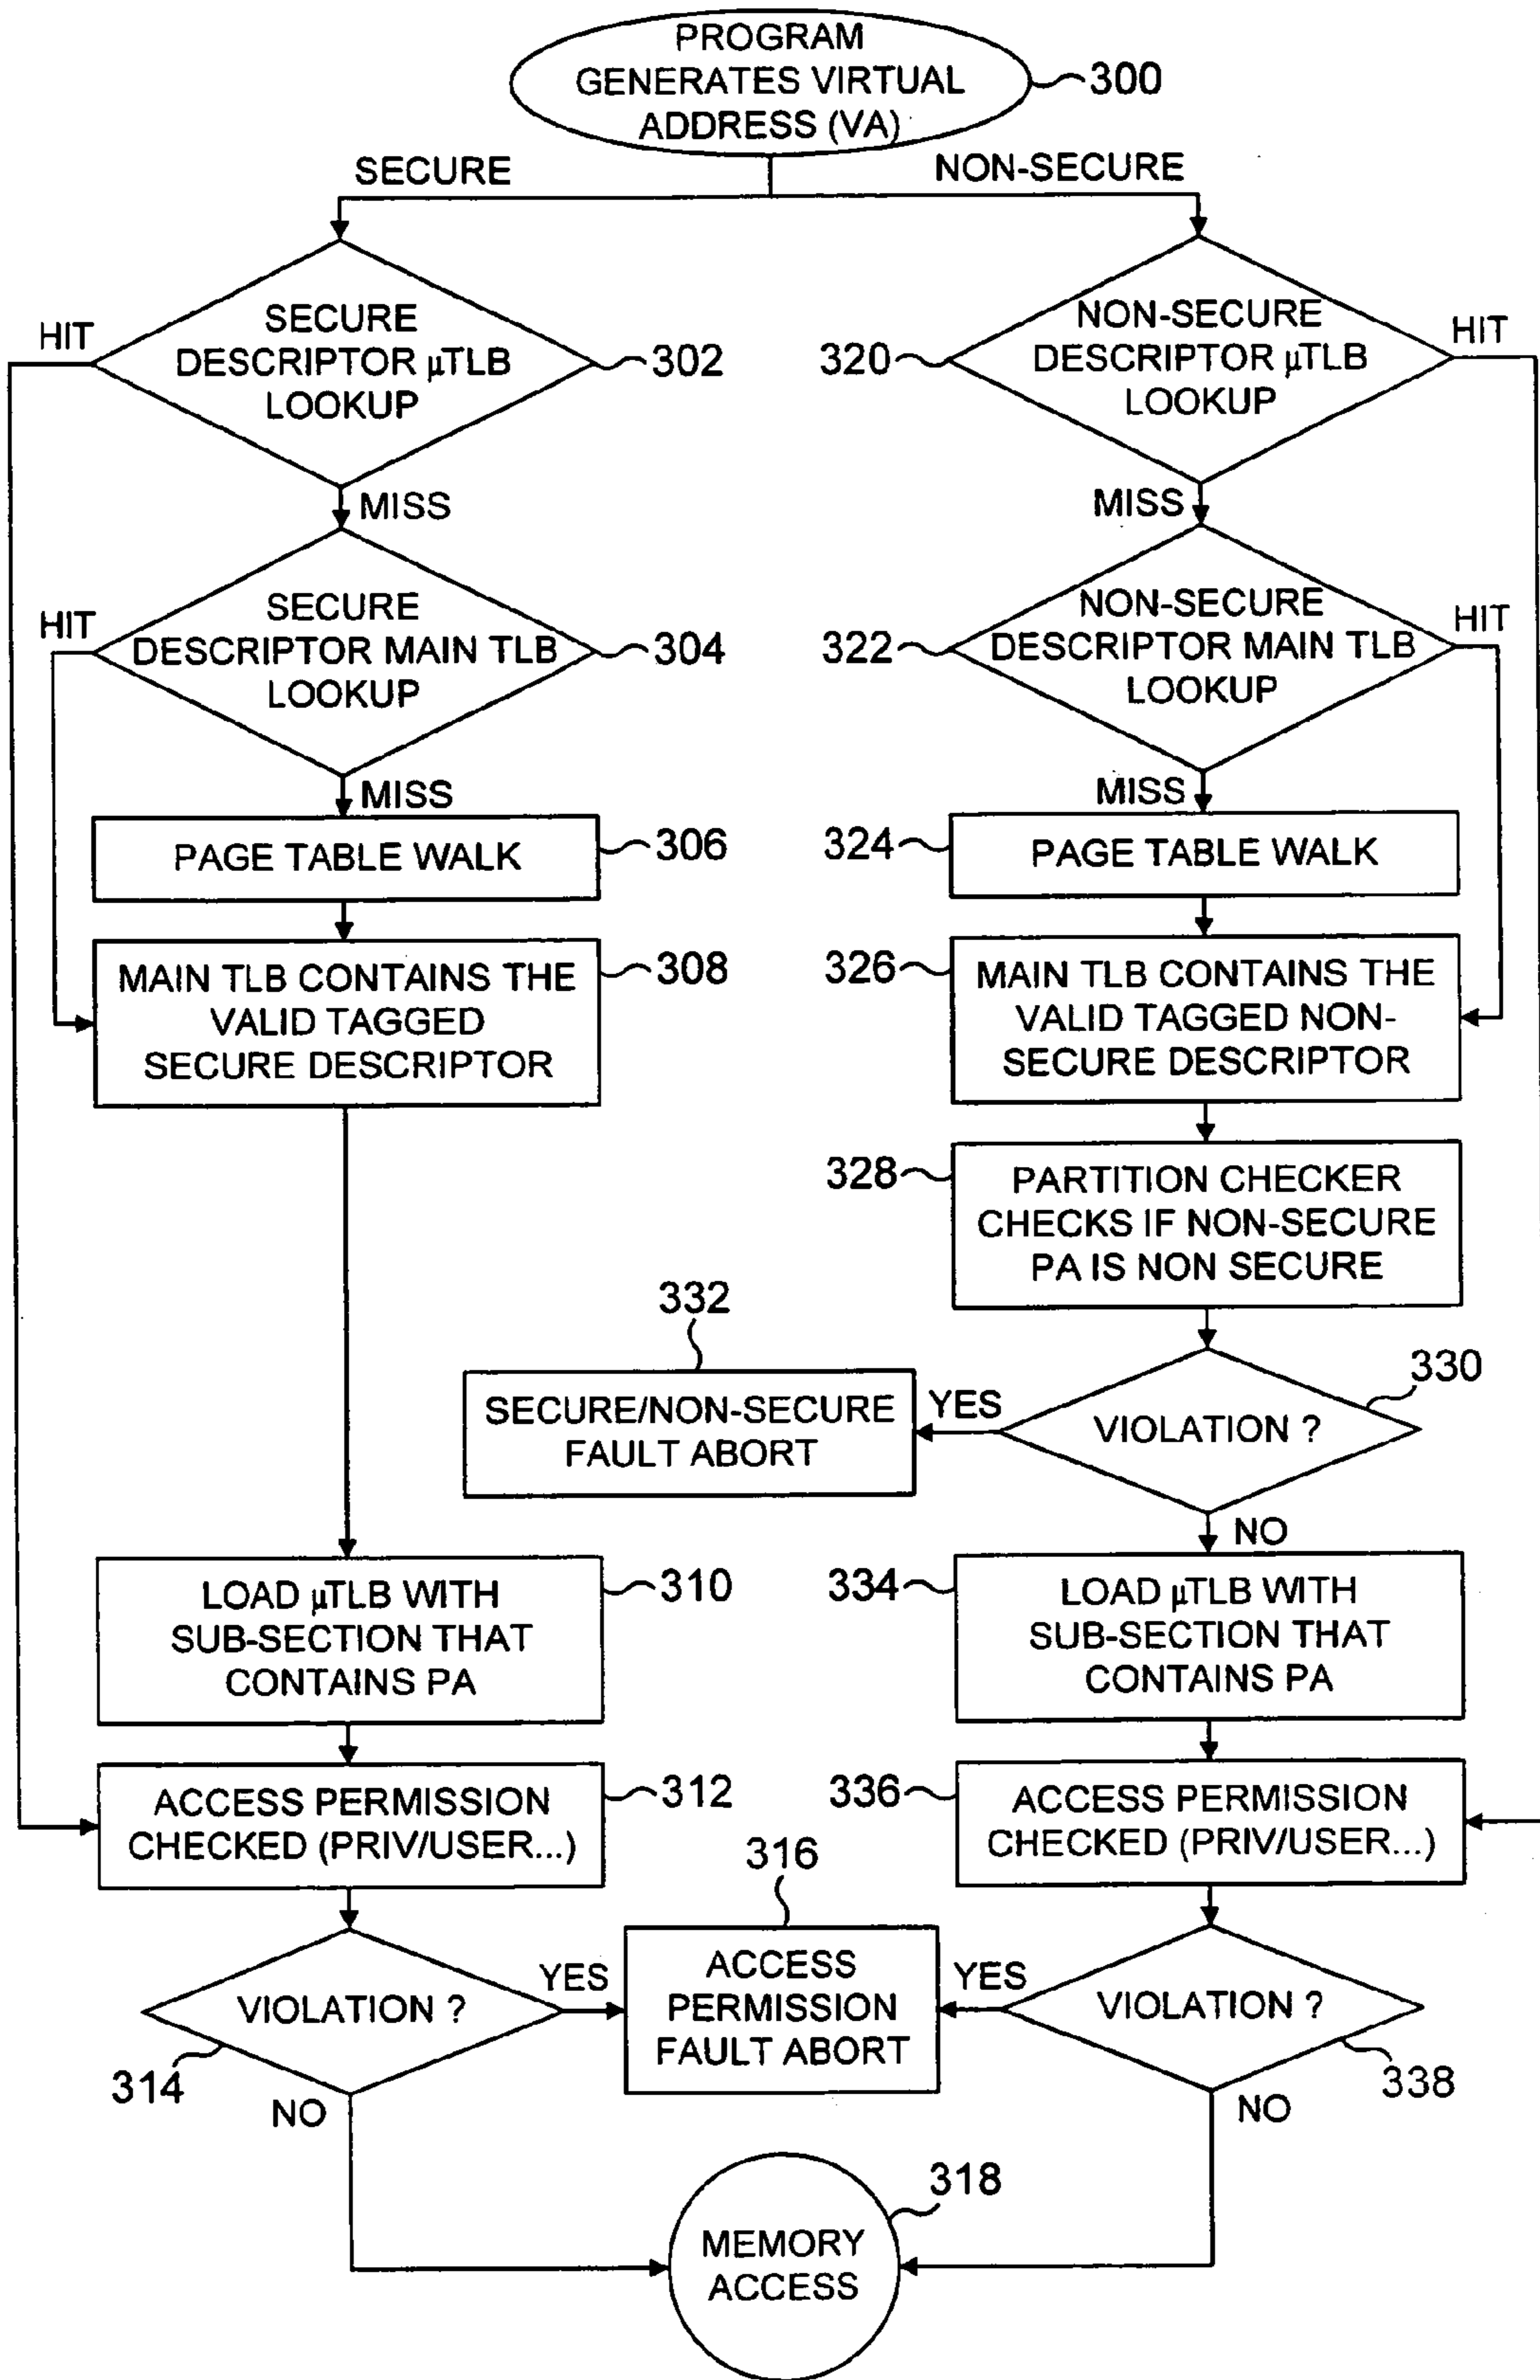 PROGRAM
GENERATES VIRTUAL
ADDRESS (VA)
300
SECURE
NON-SECURE
HIT
SECURE
DESCRIPTOR µTLB
LOOKUP
302
320
NON-SECURE
DESCRIPTOR µTLB
LOOKUP
HIT
MISS
MISS
HIT
SECURE
DESCRIPTOR MAIN TLB
LOOKUP
304
322
NON-SECURE
DESCRIPTOR MAIN TLB
LOOKUP
HIT
MISS
MISS
PAGE TABLE WALK
306
324
PAGE TABLE WALK
MAIN TLB CONTAINS THE
VALID TAGGED
SECURE DESCRIPTOR
308
326
MAIN TLB CONTAINS THE
VALID TAGGED NON-
SECURE DESCRIPTOR
328
PARTITION CHECKER
CHECKS IF NON-SECURE
PA IS NON SECURE
332
SECURE/NON-SECURE
FAULT ABORT
YES
VIOLATION ?
330
NO
LOAD µTLB WITH
SUB-SECTION THAT
CONTAINS PA
310
334
LOAD µTLB WITH
SUB-SECTION THAT
CONTAINS PA
ACCESS PERMISSION
CHECKED (PRIV/USER...)
312
336
ACCESS PERMISSION
CHECKED (PRIV/USER...)
316
VIOLATION ?
314
YES
ACCESS
PERMISSION
FAULT ABORT
YES
VIOLATION ?
338
NO
NO
318
MEMORY
ACCESS